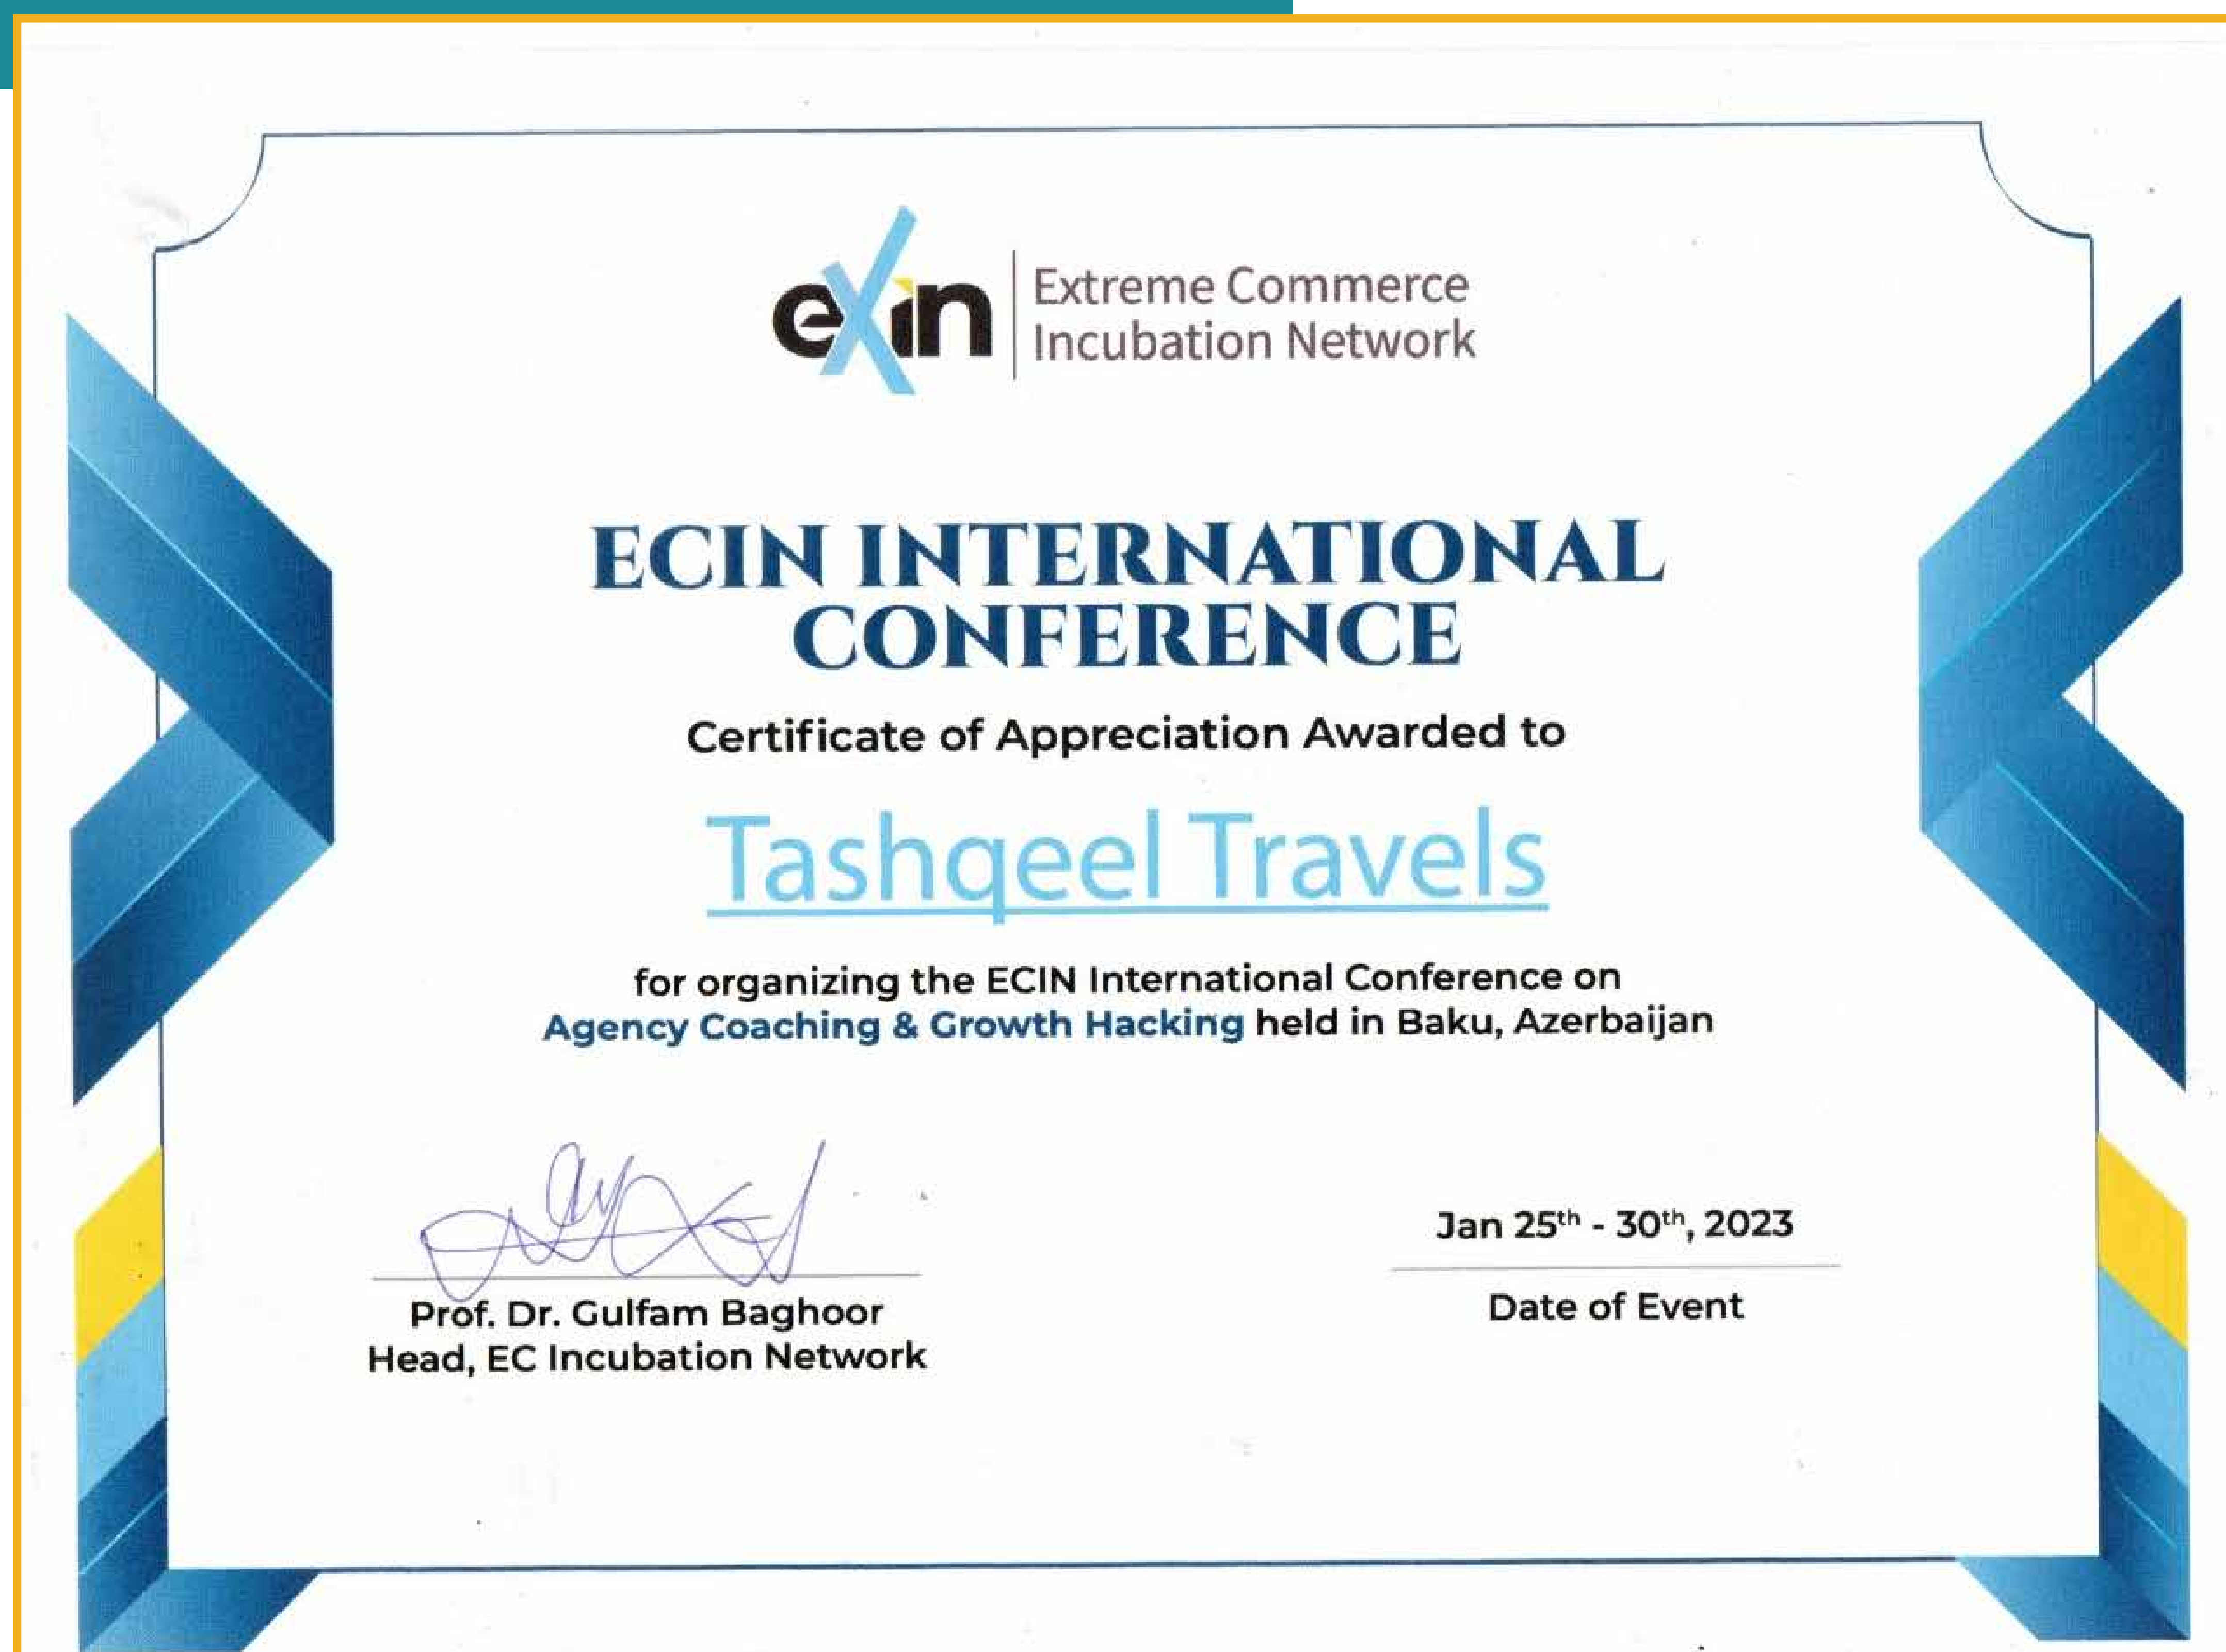 exin
Extreme Commerce
Incubation Network
ECIN INTERNATIONAL
CONFERENCE
Certificate of Appreciation Awarded to
Tashqeel Travels
for organizing the ECIN International Conference on
Agency Coaching & Growth Hacking held in Baku, Azerbaijan
Jan 25th - 30th, 2023
Prof. Dr. Gulfam Baghoor
Head, EC Incubation Network
Date of Event